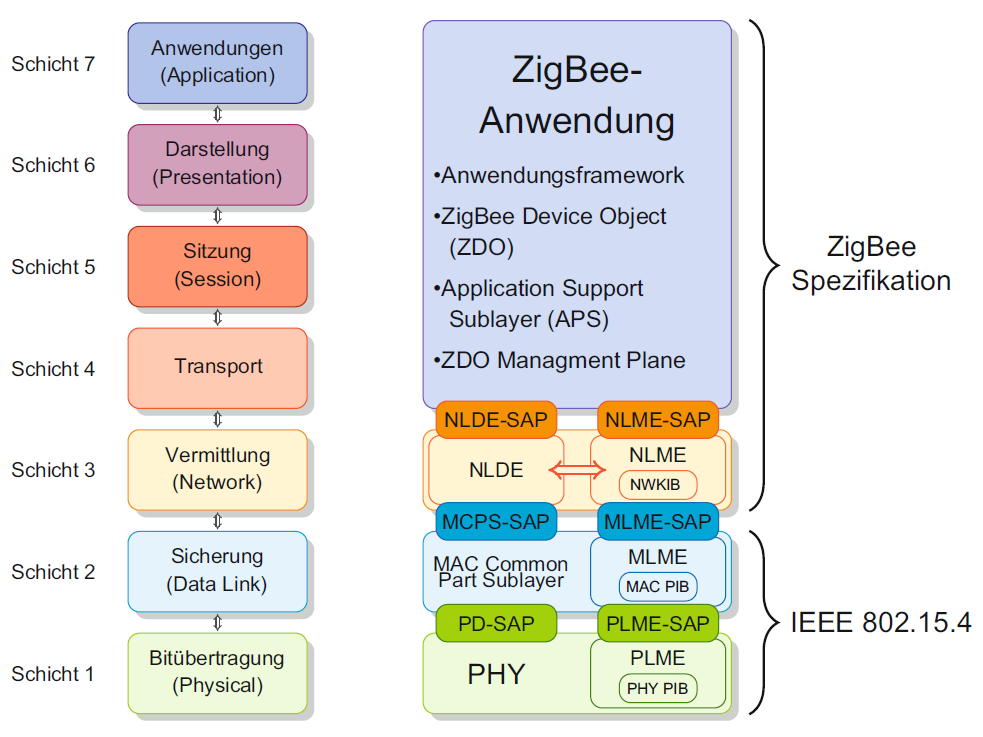 Schicht 7
Anwendungen
(Application)
Schicht 6
Darstellung
(Presentation)
Schicht 5
Sitzung
(Session)
Schicht 4
Transport
Schicht 3
Vermittlung
(Network)
Schicht 2
Sicherung
(Data Link)
Schicht 1
Bitübertragung
(Physical)
ZigBee-
Anwendung
•Anwendungsframework
•ZigBee Device Object
(ZDO)
•Application Support
Sublayer (APS)
•ZDO Managment Plane
NLDE-SAP
NLME-SAP
NLDE
NLME
NWKIB
MCPS-SAP
MLME-SAP
MAC Common
Part Sublayer
MLME
MAC PIB
PD-SAP
PLME-SAP
PHY
PLME
PHY PIB
ZigBee
Spezifikation
IEEE 802.15.4